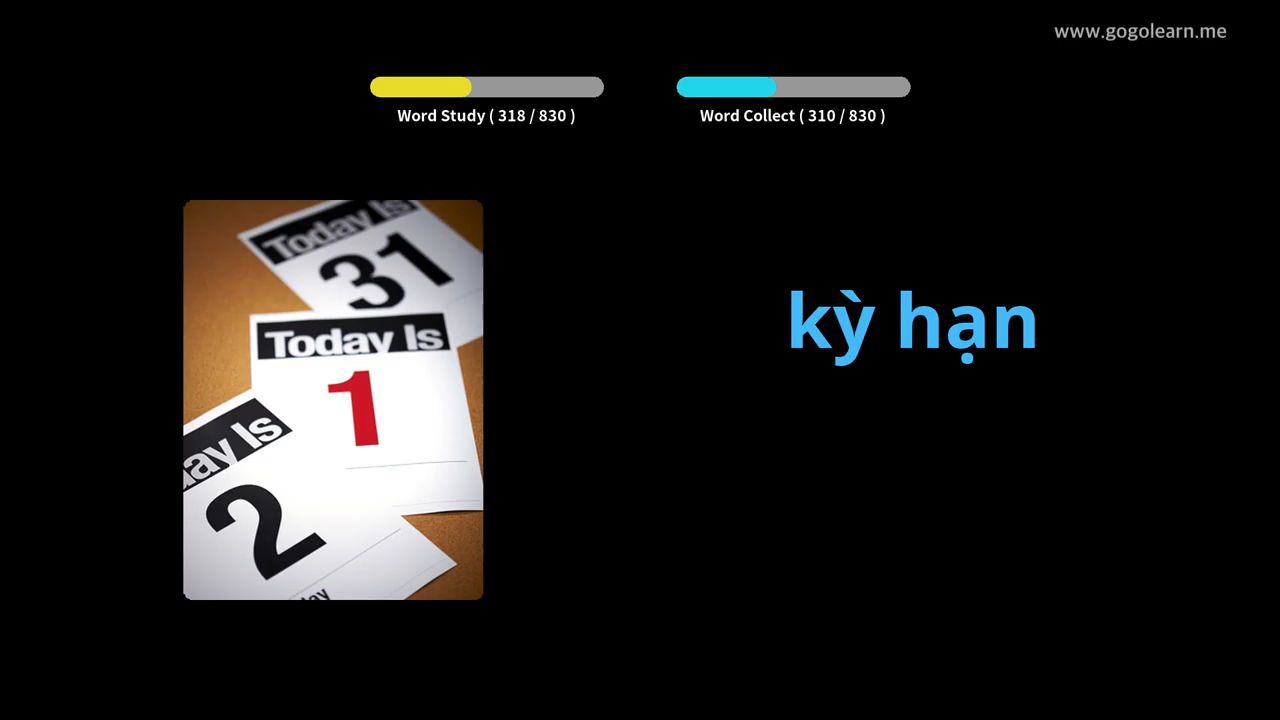 www.gogolearn.me
Word Study ( 318 / 830 )
Word Collect ( 310 / 830 )
Today Is
31
Today Is
1
ay Is
2
kỳ hạn